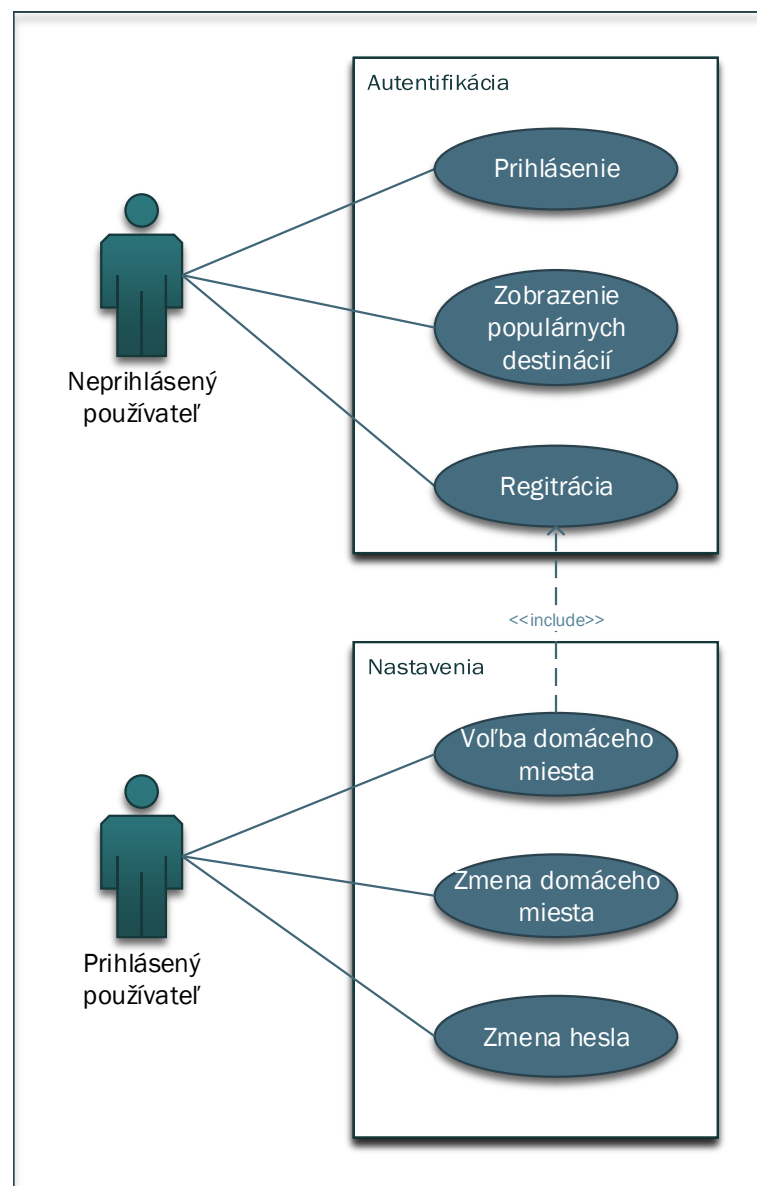 Autentifikácia
Prihlásenie
Zobrazenie
populárnych
destinácií
Neprihlásený
používateľ
Regitrácia
<<include>>
Nastavenia
Voľba domáceho
miesta
Zmena domáceho
miesta
Prihlásený
používateľ
Zmena hesla